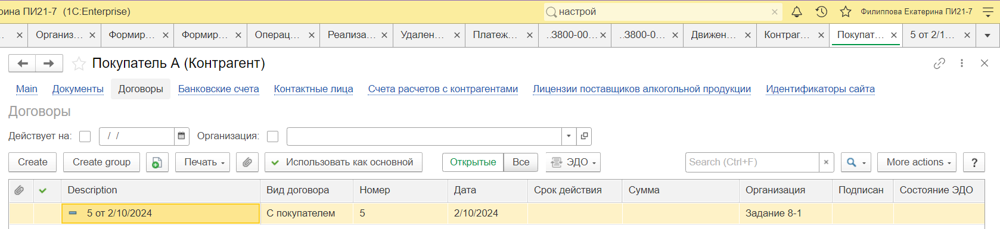 рина ПИ21-7 (1C:Enterprise) настрой Филиппова Екатерина ПИ21-7
.. Организ... Формир... Формир... Операц... Реализа... Удален... Платеж... ..3800-00... ..3800-0... Движен... Контраг... Покупат... 5 от 2/1...
Покупатель А (Контрагент)
Main Документы Договоры Банковские счета Контактные лица Счета расчетов с контрагентами Лицензии поставщиков алкогольной продукции Идентификаторы сайта
Договоры
Действует на: / / Организация:
Create Create group Печать Использовать как основной Открытые Все ЭДО Search (Ctrl+F) More actions ?
Description Вид договора Номер Дата Срок действия Сумма Организация Подписан Состояние ЭДО
5 от 2/10/2024 С покупателем 5 2/10/2024 Задание 8-1